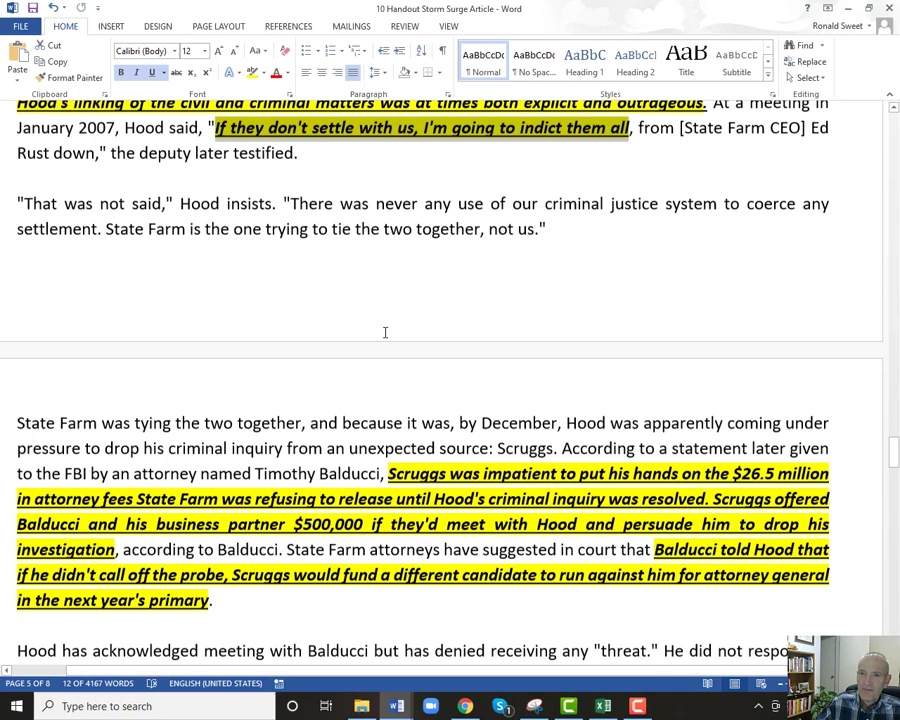 10 Handout Storm Surge Article - Word
FILE HOME INSERT DESIGN PAGE LAYOUT REFERENCES MAILINGS REVIEW VIEW Ronald Sweet
Paste Cut Copy Format Painter
Calibri (Body) 12
AaBbCcDc AaBbCcDc AaBbC AaBbCcl AaB AaBbCcD
¶ Normal ¶ No Spac... Heading 1 Heading 2 Title Subtitle
Find Replace Select
Clipboard Font Paragraph Styles Editing
Hood's linking of the civil and criminal matters was at times both explicit and outrageous. At a meeting in
January 2007, Hood said, "If they don't settle with us, I'm going to indict them all, from [State Farm CEO] Ed
Rust down," the deputy later testified.
"That was not said," Hood insists. "There was never any use of our criminal justice system to coerce any
settlement. State Farm is the one trying to tie the two together, not us."
State Farm was tying the two together, and because it was, by December, Hood was apparently coming under
pressure to drop his criminal inquiry from an unexpected source: Scruggs. According to a statement later given
to the FBI by an attorney named Timothy Balducci, Scruggs was impatient to put his hands on the $26.5 million
in attorney fees State Farm was refusing to release until Hood's criminal inquiry was resolved. Scruggs offered
Balducci and his business partner $500,000 if they'd meet with Hood and persuade him to drop his
investigation, according to Balducci. State Farm attorneys have suggested in court that Balducci told Hood that
if he didn't call off the probe, Scruggs would fund a different candidate to run against him for attorney general
in the next year's primary.
Hood has acknowledged meeting with Balducci but has denied receiving any "threat." He did not respo
PAGE 5 OF 8 12 OF 4167 WORDS ENGLISH (UNITED STATES)
Type here to search